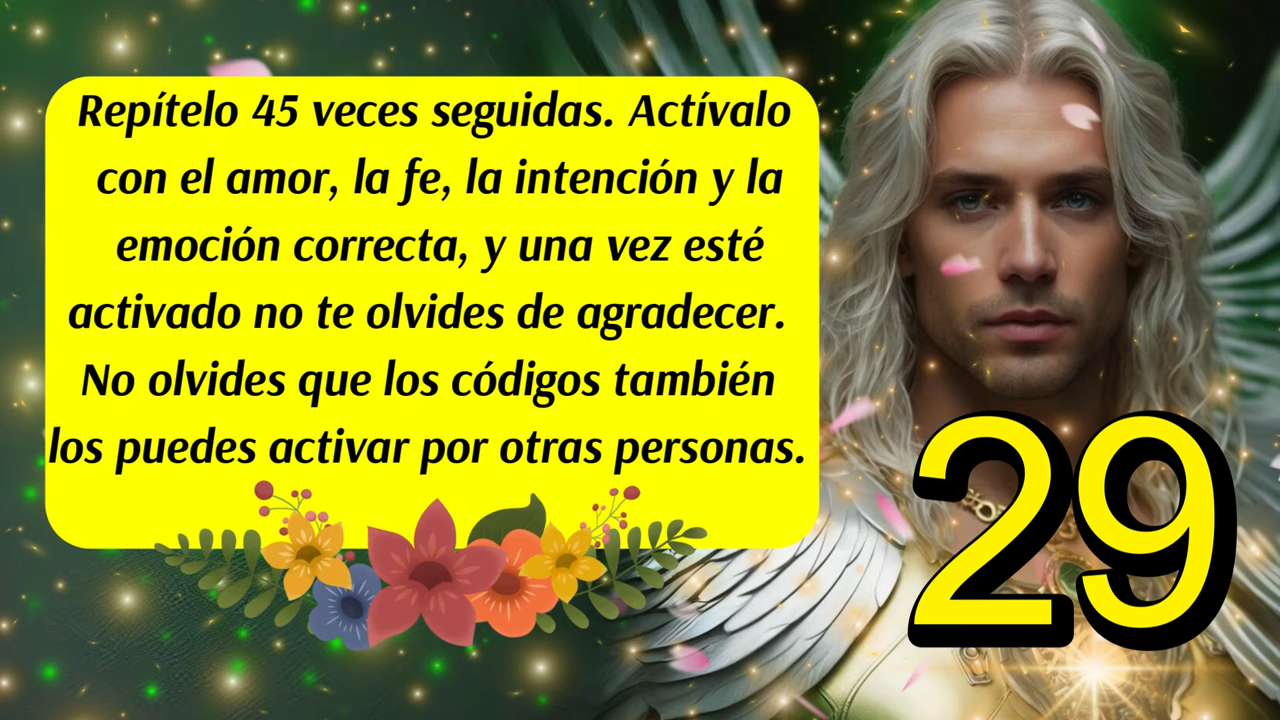 Repítelo 45 veces seguidas. Actívalo
con el amor, la fe, la intención y la
emoción correcta, y una vez esté
activado no te olvides de agradecer.
No olvides que los códigos también
los puedes activar por otras personas.
29